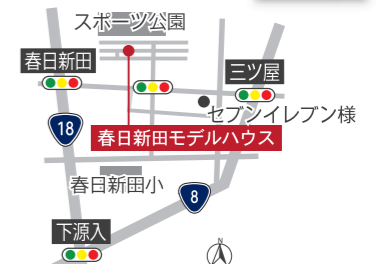 スポーツ公園
春日新田
三ツ屋
セブンイレブン様
18
春日新田モデルハウス
春日新田小
8
下源入
N